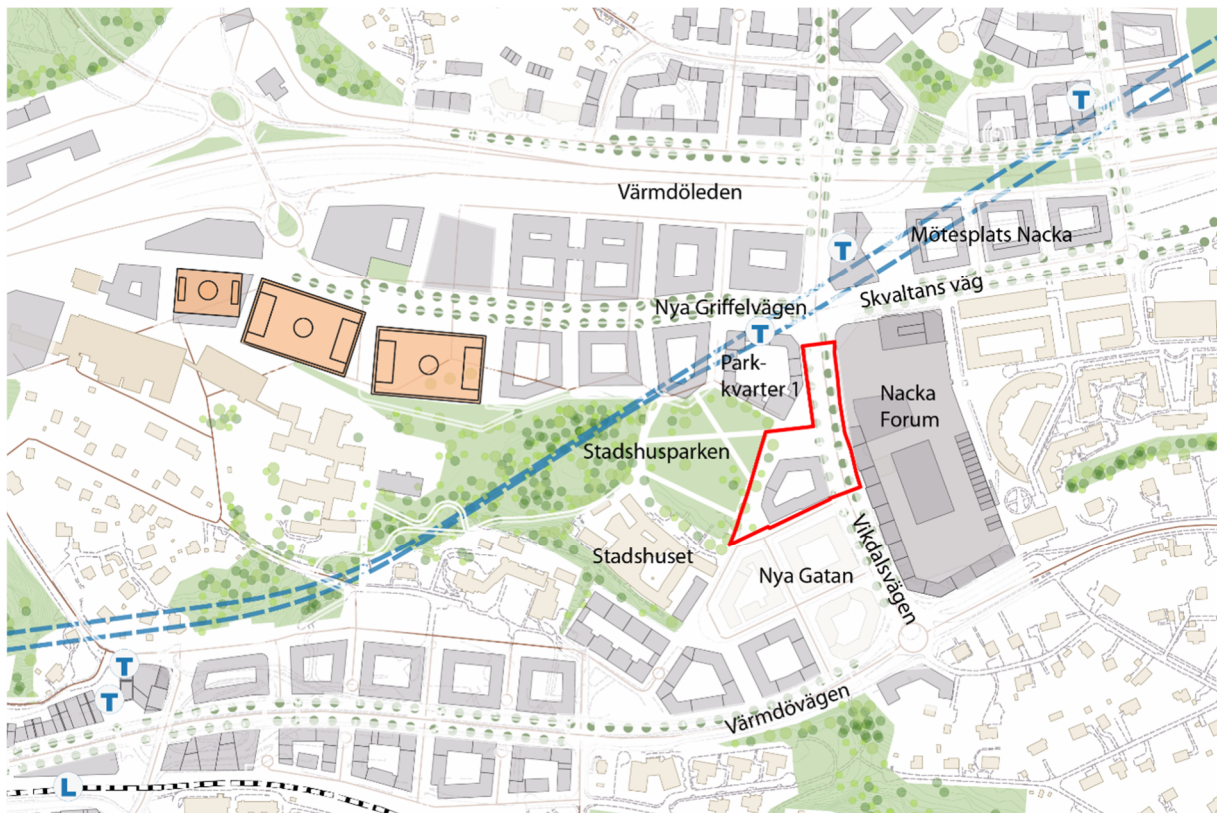 T
Värmdöleden
Mötesplats Nacka
T
Skvaltans väg
Nya Griffelvägen
T
Park-
kvarter 1
Nacka
Forum
Stadshusparken
Vikdalsvägen
Stadshuset
Nya Gatan
T
T
Värmdövägen
L